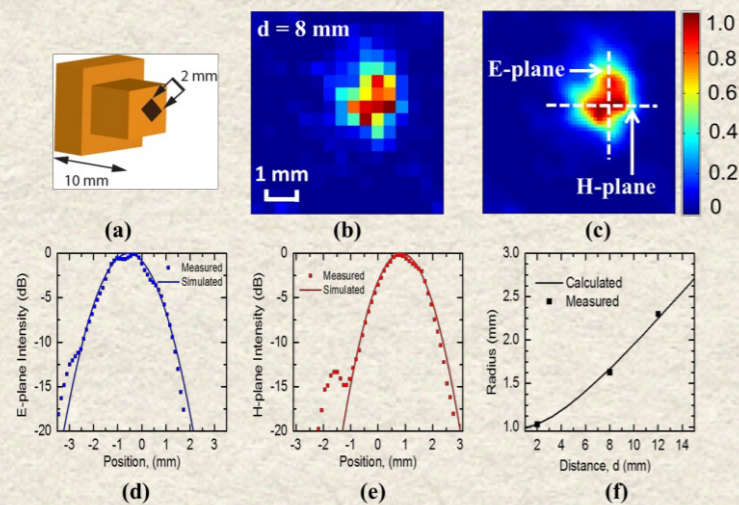 2 mm
10 mm
(a)
d = 8 mm
1 mm
(b)
E-plane
H-plane
(c)
1.0
0.8
0.6
0.4
0.2
0
E-plane Intensity (dB)
0
-5
-10
-15
-20
Measured
Simulated
-3 -2 -1 0 1 2 3
Position, (mm)
(d)
H-plane Intensity (dB)
0
-5
-10
-15
-20
Measured
Simulated
-3 -2 -1 0 1 2 3
Position, (mm)
(e)
Radius (mm)
3.0
2.5
2.0
1.5
1.0
Calculated
Measured
2 4 6 8 10 12 14
Distance, d (mm)
(f)